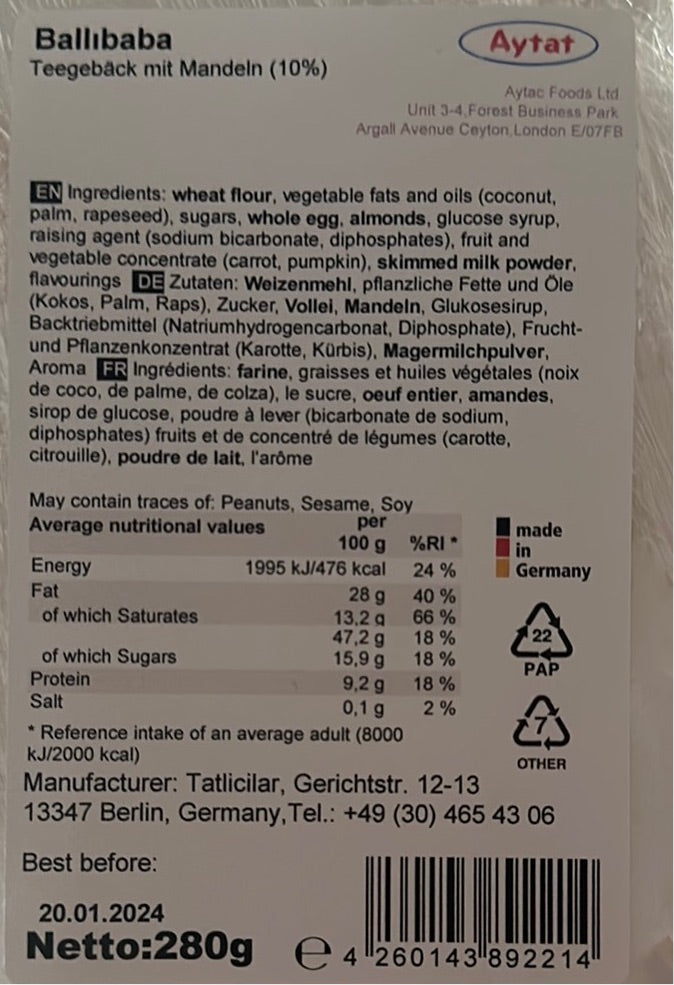 Ballıbaba
Teegebäck mit Mandeln (10%)
Aytat
Aytac Foods Ltd
Unit 3-4,Forest Business Park
Argall Avenue Ceyton,London E/07FB
EN Ingredients: wheat flour, vegetable fats and oils (coconut,
palm, rapeseed), sugars, whole egg, almonds, glucose syrup,
raising agent (sodium bicarbonate, diphosphates), fruit and
vegetable concentrate (carrot, pumpkin), skimmed milk powder,
flavourings DE Zutaten: Weizenmehl, pflanzliche Fette und Öle
(Kokos, Palm, Raps), Zucker, Vollei, Mandeln, Glukosesirup,
Backtriebmittel (Natriumhydrogencarbonat, Diphosphate), Frucht-
und Pflanzenkonzentrat (Karotte, Kürbis), Magermilchpulver,
Aroma FR Ingrédients: farine, graisses et huiles végétales (noix
de coco, de palme, de colza), le sucre, oeuf entier, amandes,
sirop de glucose, poudre à lever (bicarbonate de sodium,
diphosphates) fruits et de concentré de légumes (carotte,
citrouille), poudre de lait, l'arôme
May contain traces of: Peanuts, Sesame, Soy
Average nutritional values per
100 g %RI *
Energy 1995 kJ/476 kcal 24 %
Fat 28 g 40 %
of which Saturates 13,2 g 66 %
47,2 g 18 %
of which Sugars 15,9 g 18 %
Protein 9,2 g 18 %
Salt 0,1 g 2 %
made
in
Germany
22
PAP
7
OTHER
* Reference intake of an average adult (8000
kJ/2000 kcal)
Manufacturer: Tatlicilar, Gerichtstr. 12-13
13347 Berlin, Germany,Tel.: +49 (30) 465 43 06
Best before:
20.01.2024
Netto:280g e
4 260143 892214